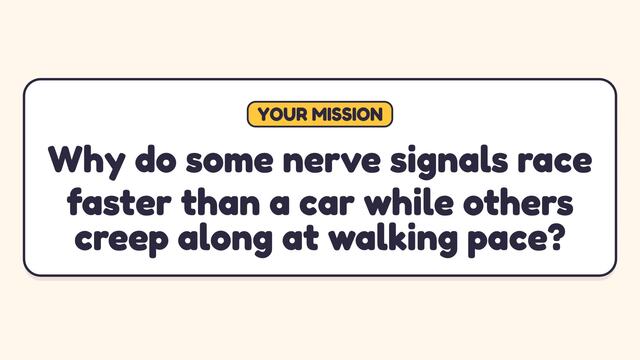 YOUR MISSION
Why do some nerve signals race
faster than a car while others
creep along at walking pace?